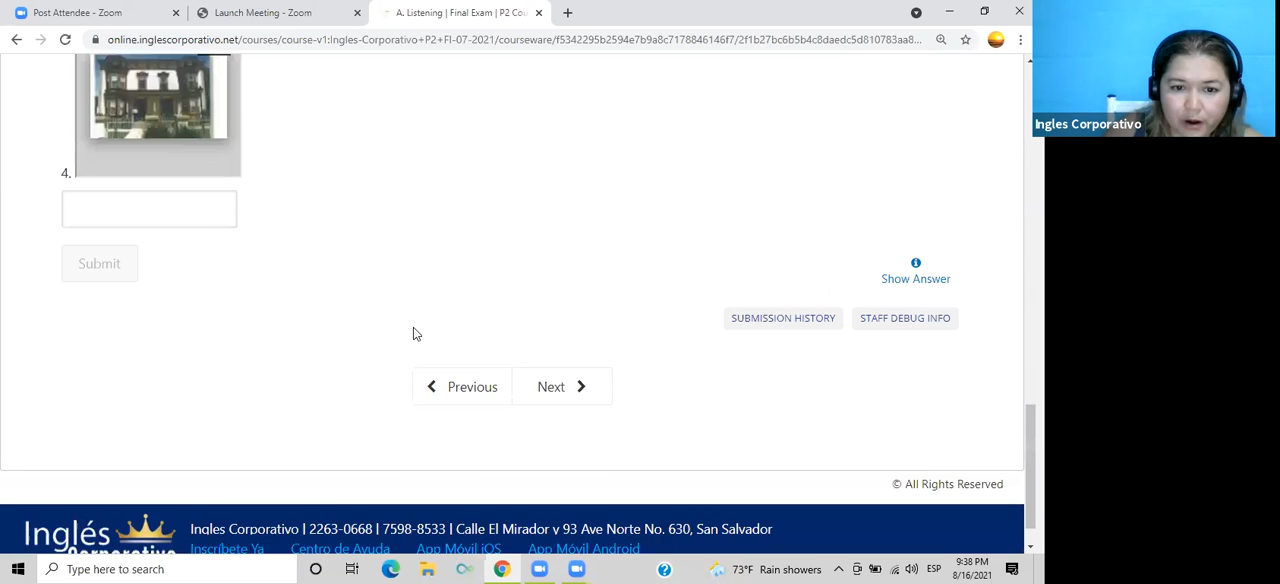 Post Attendee - Zoom
Launch Meeting - Zoom
A. Listening | Final Exam | P2 Cou
online.inglescorporativo.net/courses/course-v1:Ingles-Corporativo+P2+FI-07-2021/courseware/f5342295b2594e7b9a8c7178846146f7/2f1b27bc6b5b4c8daedc5d810783aa8...
Ingles Corporativo
4.
Submit
Show Answer
SUBMISSION HISTORY
STAFF DEBUG INFO
Previous
Next
© All Rights Reserved
Inglés
Corporativo
Ingles Corporativo | 2263-0668 | 7598-8533 | Calle El Mirador y 93 Ave Norte No. 630, San Salvador
Inscríbete Ya
Centro de Ayuda
App Móvil iOS
App Móvil Android
Type here to search
73°F Rain showers
ESP
9:38 PM
8/16/2021